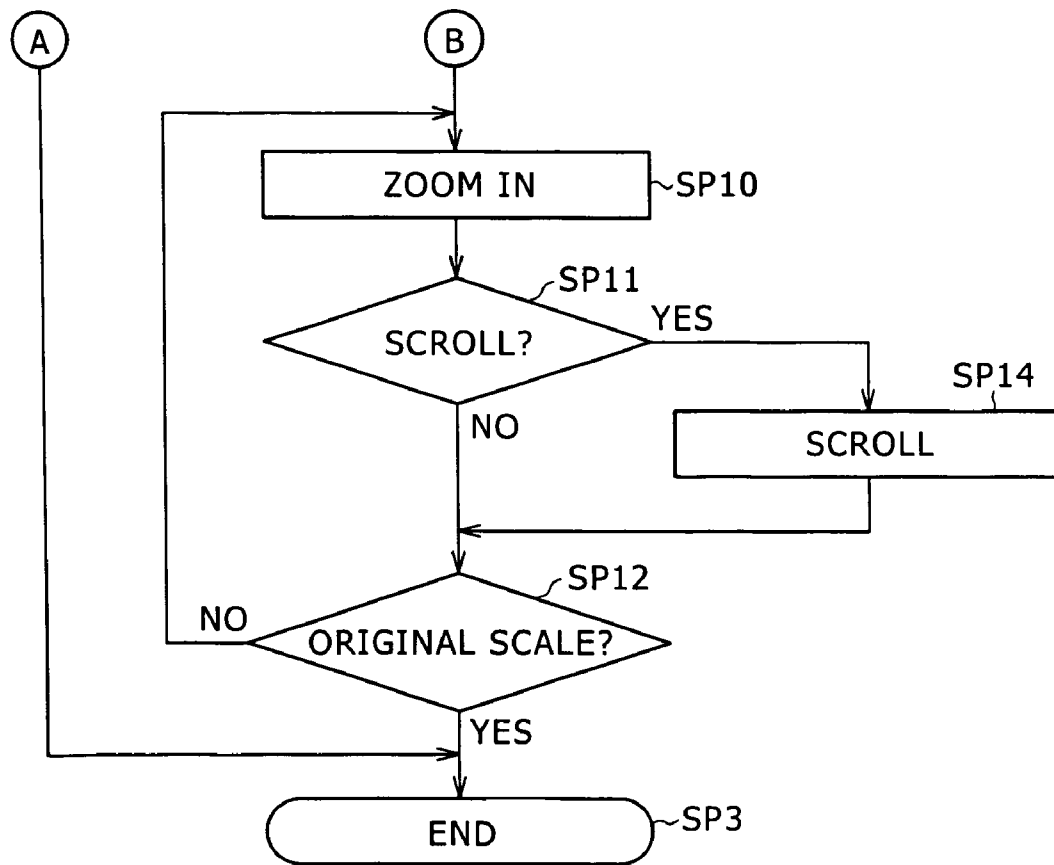 A
B
ZOOM IN
SP10
SP11
SCROLL?
YES
NO
SP14
SCROLL
SP12
NO
ORIGINAL SCALE?
YES
END
SP3